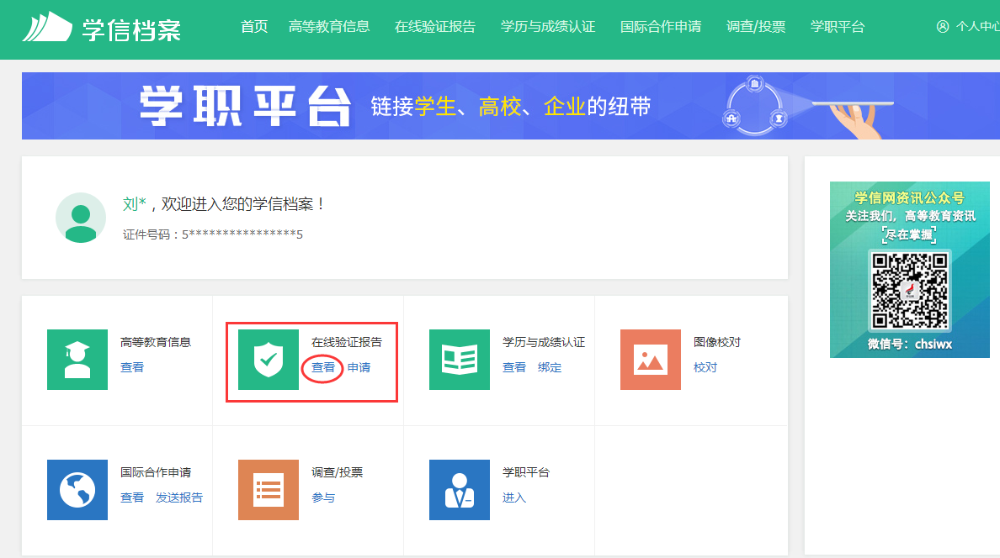 学信档案 首页 高等教育信息 在线验证报告 学历与成绩认证 国际合作申请 调查/投票 学职平台 个人中心
学职平台 链接学生、高校、企业的纽带
刘*，欢迎进入您的学信档案！
证件号码：5****************5
学信网资讯公众号
关注我们，高等教育资讯
尽在掌握
微信号：chsiwx
高等教育信息
查看
在线验证报告
查看 申请
学历与成绩认证
查看 绑定
图像校对
校对
国际合作申请
查看 发送报告
调查/投票
参与
学职平台
进入